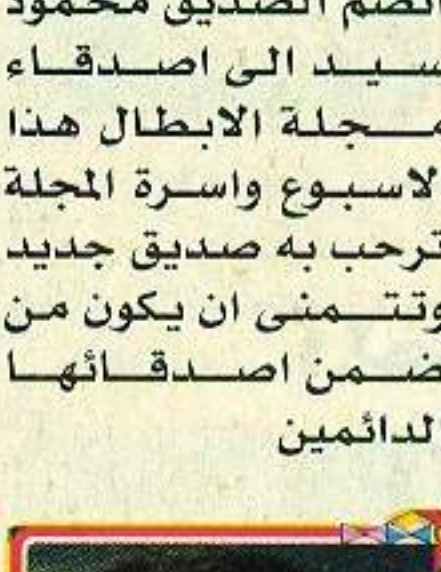 انضم الصديق محمود
سيد الى اصدقاء
مجلة الابطال هذا
الاسبوع واسرة المجلة
ترحب به صديق جديد
وتتمنى ان يكون من
ضمن اصدقائها
الدائمين